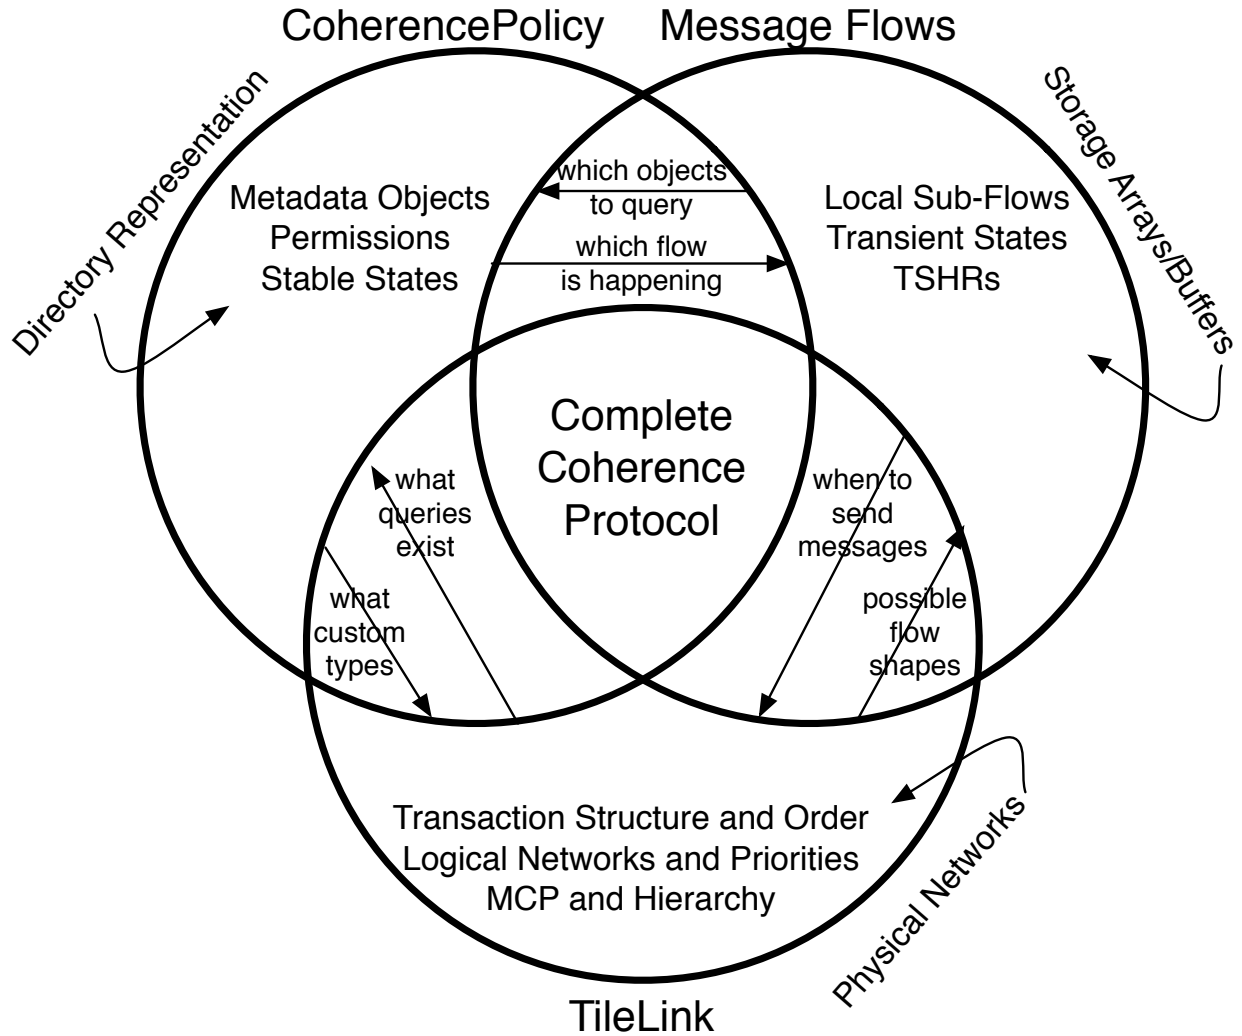 CoherencePolicy
Message Flows
Directory Representation
Storage Arrays/Buffers
Metadata Objects
Permissions
Stable States
which objects
to query
which flow
is happening
Local Sub-Flows
Transient States
TSHRs
Complete
Coherence
Protocol
what
queries
exist
what
custom
types
when to
send
messages
possible
flow
shapes
Transaction Structure and Order
Logical Networks and Priorities
MCP and Hierarchy
Physical Networks
TileLink